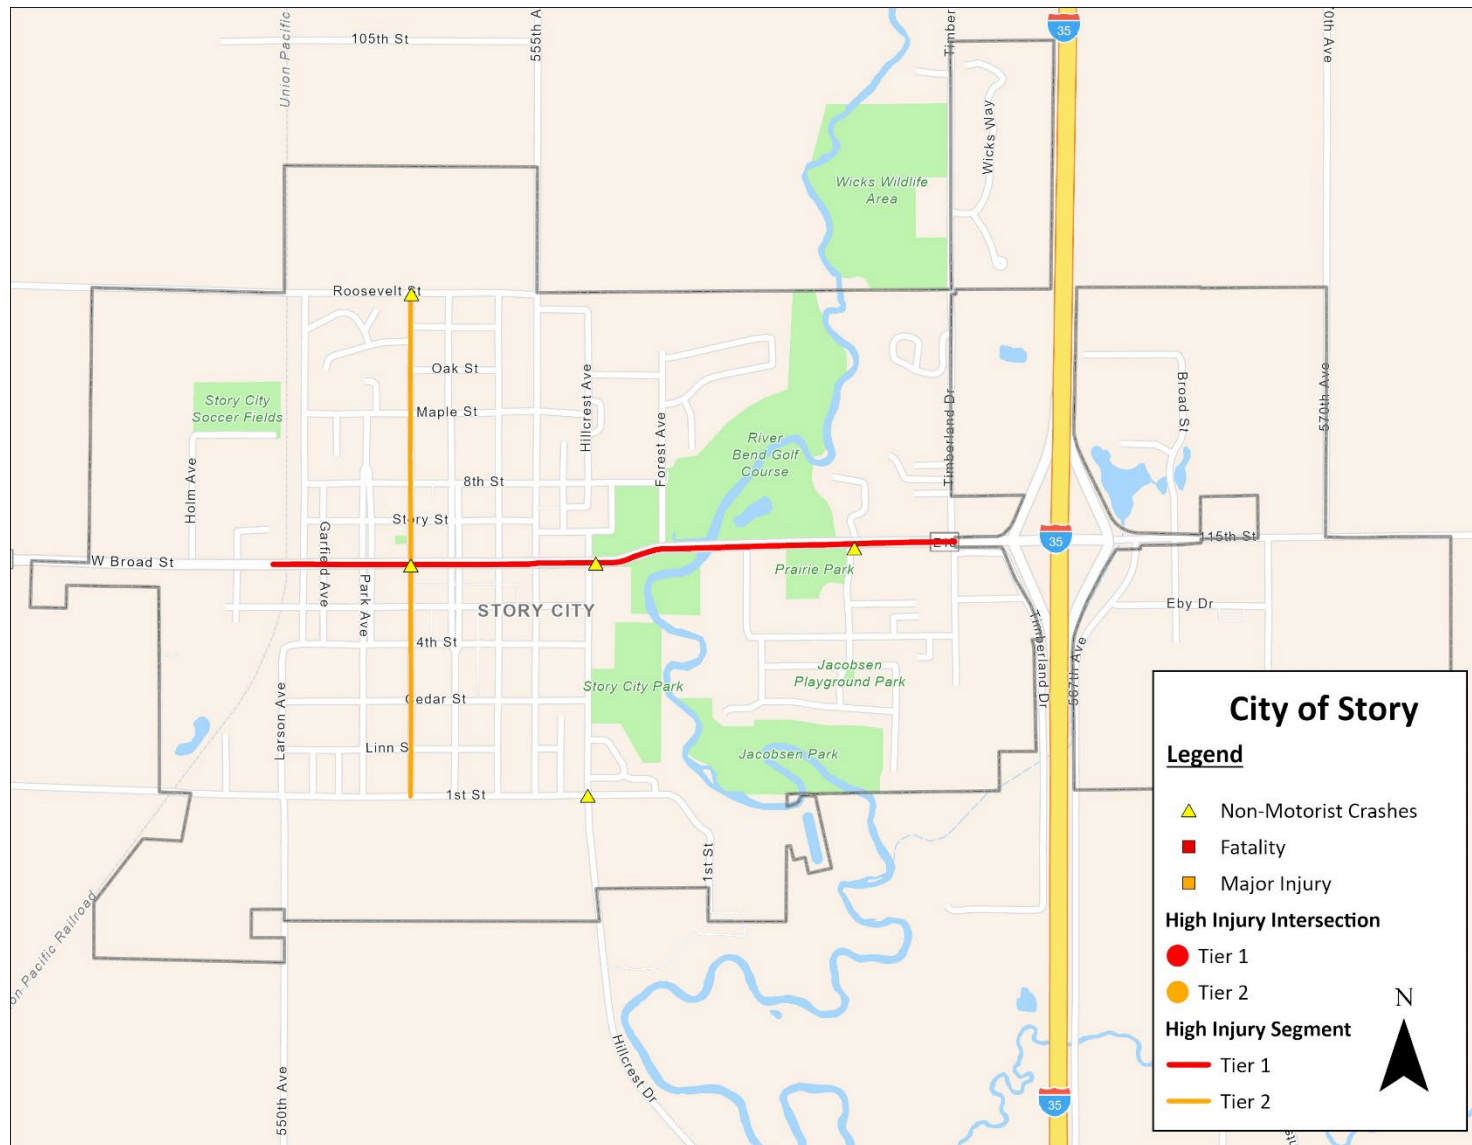 105th St
Union Pacific
555th A
Timber
35
70th Ave
Wicks Way
Wicks Wildlife
Area
Roosevelt St
Oak St
Maple St
Story City
Soccer Fields
Hillcrest Ave
Forest Ave
River
Bend Golf
Course
Timberland Dr
Broad St
570th Ave
Holm Ave
8th St
Story St
Garfield Ave
35
115th St
W Broad St
Park Ave
Prairie Park
STORY CITY
Eby Dr
4th St
Jacobsen
Playground Park
Story City Park
Timberland Dr
567th Ave
Cedar St
Larson Ave
Linn S
Jacobsen Park
1st St
1st St
on Pacific Railroad
550th Ave
Hillcrest Dr
35
City of Story
Legend
Non-Motorist Crashes
Fatality
Major Injury
High Injury Intersection
Tier 1
Tier 2
High Injury Segment
Tier 1
Tier 2
N